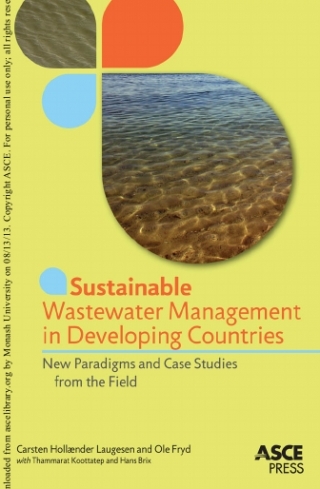 nloaded from ascelibrary.org by Monash University on 08/13/13. Copyright ASCE. For personal use only; all rights rese
Sustainable
Wastewater Management
in Developing Countries
New Paradigms and Case Studies
from the Field
Carsten Hollænder Laugesen and Ole Fryd
with Thammarat Koottatep and Hans Brix
ASCE
PRESS